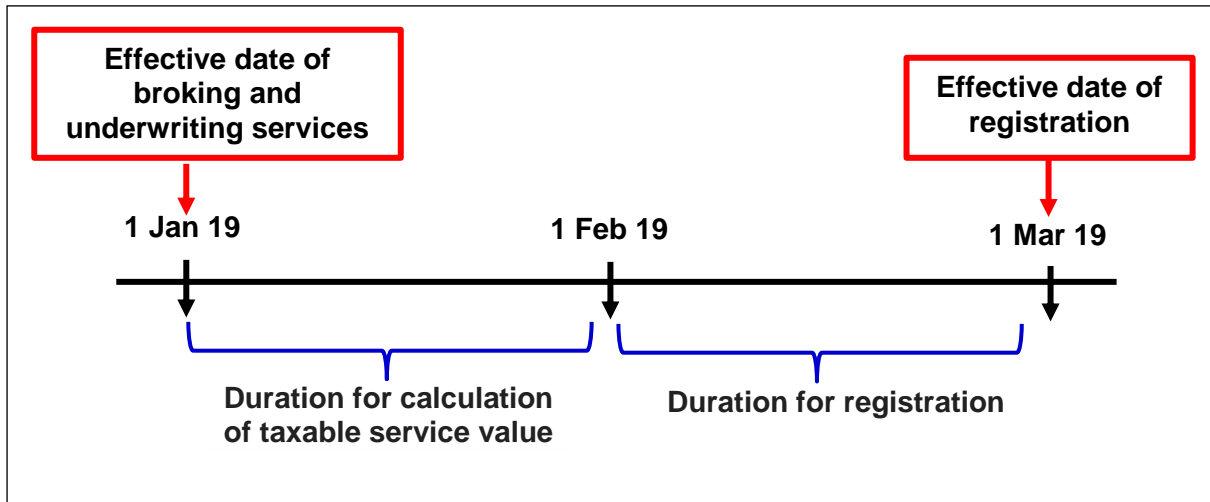 Effective date of
broking and
underwriting services
Effective date of
registration
1 Jan 19
1 Feb 19
1 Mar 19
Duration for calculation
of taxable service value
Duration for registration